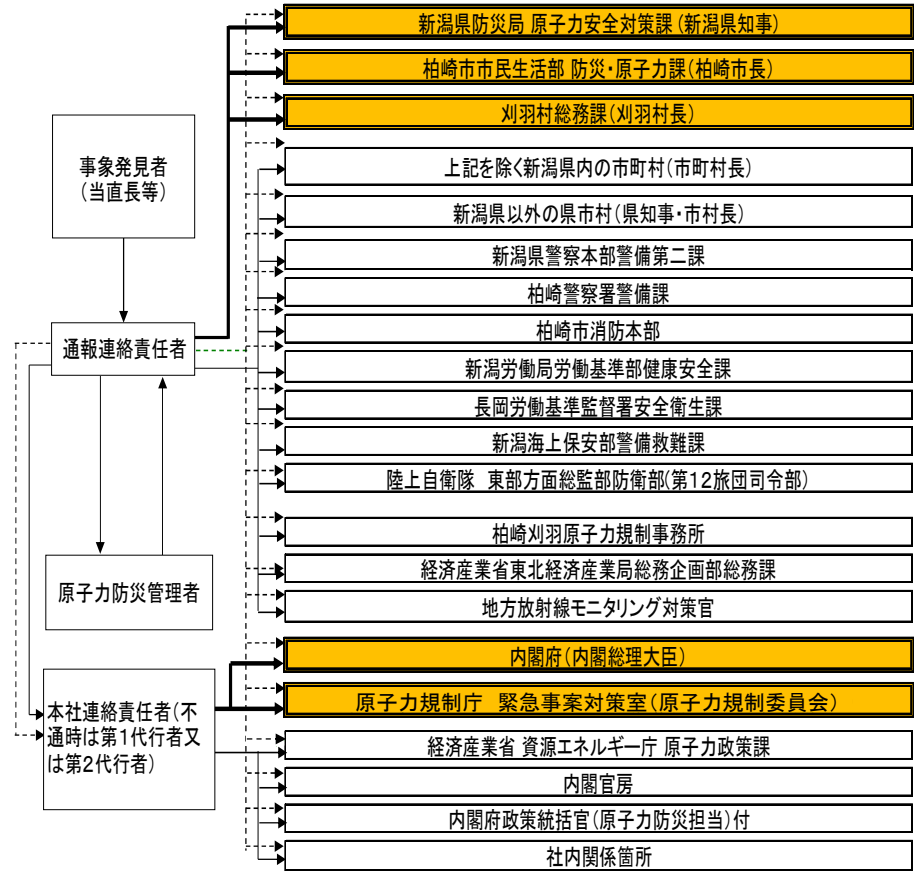 新潟県防災局 原子力安全対策課(新潟県知事)
柏崎市市民生活部 防災・原子力課(柏崎市長)
刈羽村総務課(刈羽村長)
事象発見者
(当直長等)
上記を除く新潟県内の市町村(市町村長)
新潟県以外の県市村(県知事・市村長)
新潟県警察本部警備第二課
柏崎警察署警備課
柏崎市消防本部
通報連絡責任者
新潟労働局労働基準部健康安全課
長岡労働基準監督署安全衛生課
新潟海上保安部警備救難課
陸上自衛隊 東部方面総監部防衛部(第12旅団司令部)
柏崎刈羽原子力規制事務所
経済産業省東北経済産業局総務企画部総務課
原子力防災管理者
地方放射線モニタリング対策官
内閣府(内閣総理大臣)
原子力規制庁 緊急事案対策室(原子力規制委員会)
本社連絡責任者(不
通時は第1代行者又
は第2代行者)
経済産業省 資源エネルギー庁 原子力政策課
内閣官房
内閣府政策統括官(原子力防災担当)付
社内関係箇所